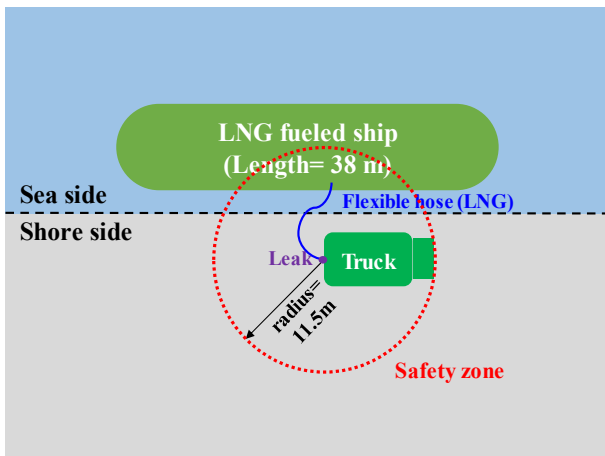 LNG fueled ship
(Length= 38 m)
Sea side
Flexible hose (LNG)
Shore side
Leak
Truck
radius=
11.5m
Safety zone